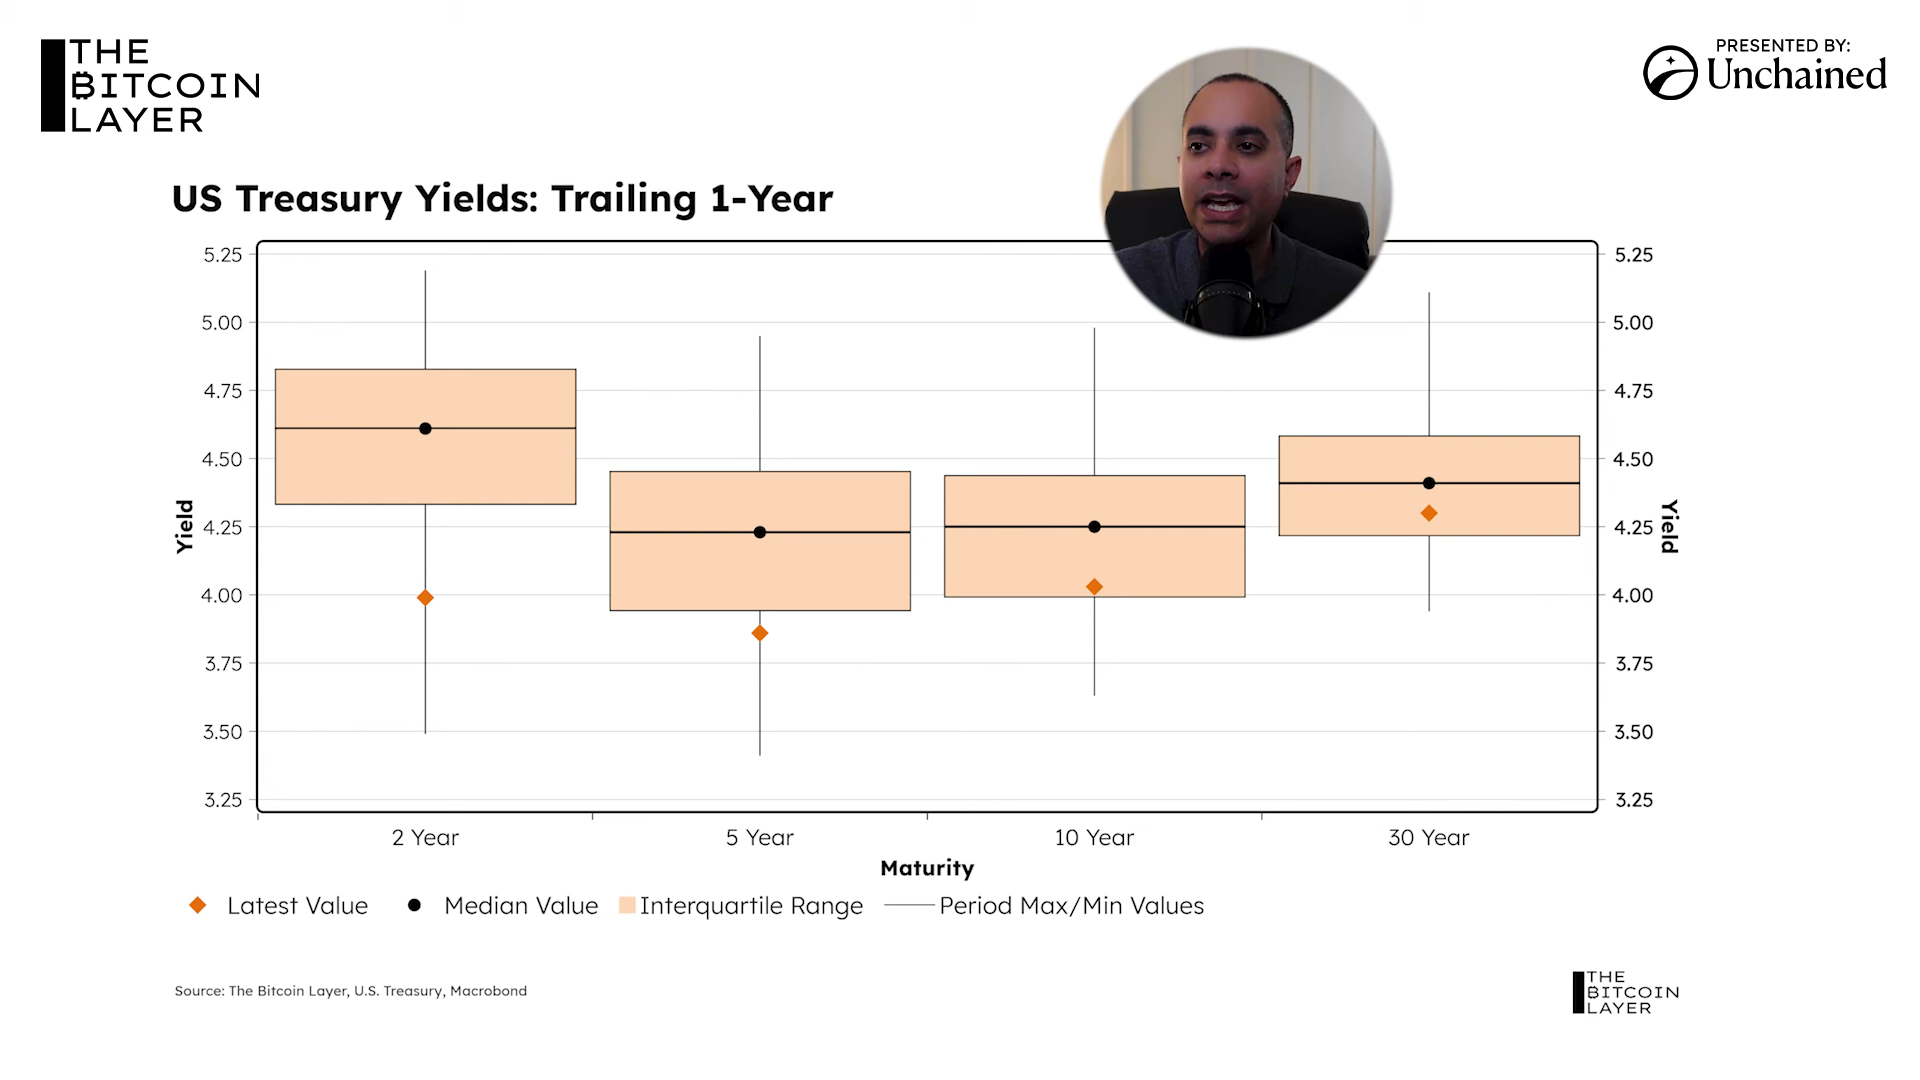 THE
BITCOIN
LAYER
PRESENTED BY:
Unchained
US Treasury Yields: Trailing 1-Year
5.25
5.00
4.75
4.50
4.25
4.00
3.75
3.50
3.25
Yield
5.25
5.00
4.75
4.50
4.25
4.00
3.75
3.50
3.25
Yield
2 Year 5 Year 10 Year 30 Year
Maturity
Latest Value Median Value Interquartile Range Period Max/Min Values
Source: The Bitcoin Layer, U.S. Treasury, Macrobond
THE
BITCOIN
LAYER